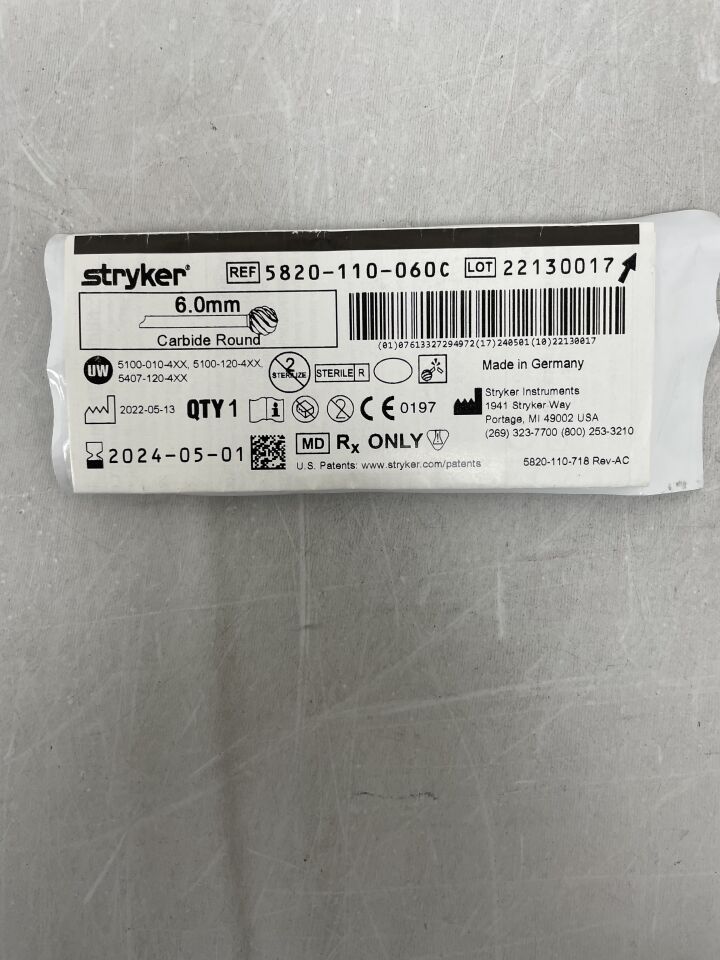 stryker® REF 5820-110-060C LOT 22130017
6.0mm
Carbide Round
(01)07613327294972(17)240501(10)22130017
UW 5100-010-4XX, 5100-120-4XX,
5407-120-4XX
2 STERILIZE STERILE R Made in Germany
2022-05-13 QTY 1 i 2 CE 0197
Stryker Instruments
1941 Stryker Way
Portage, MI 49002 USA
(269) 323-7700 (800) 253-3210
2024-05-01 MD Rx ONLY
U.S. Patents: www.stryker.com/patents 5820-110-718 Rev-AC